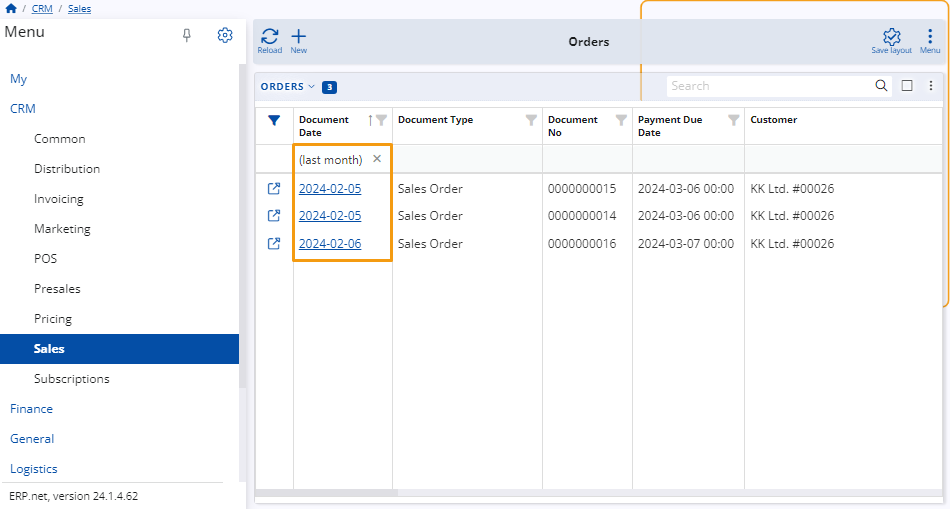 / CRM / Sales
Menu
My
CRM
Common
Distribution
Invoicing
Marketing
POS
Presales
Pricing
Sales
Subscriptions
Finance
General
Logistics
ERP.net, version 24.1.4.62
Reload
New
Orders
Save layout
Menu
ORDERS 3
Search
Document Date
Document Type
Document No
Payment Due Date
Customer
(last month) ×
2024-02-05 Sales Order 0000000015 2024-03-06 00:00 KK Ltd. #00026
2024-02-05 Sales Order 0000000014 2024-03-06 00:00 KK Ltd. #00026
2024-02-06 Sales Order 0000000016 2024-03-07 00:00 KK Ltd. #00026